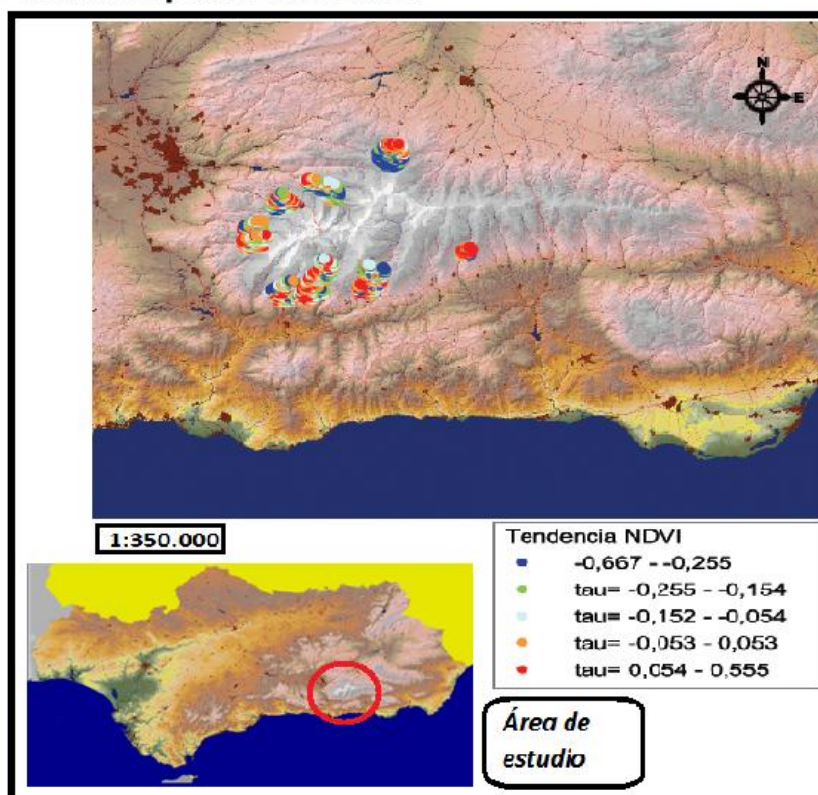 N
E
1:350.000
Tendencia NDVI
-0,667 - -0,255
tau= -0,255 - -0,154
tau= -0,152 - -0,054
tau= -0,053 - 0,053
tau= 0,054 - 0,555
Área de
estudio